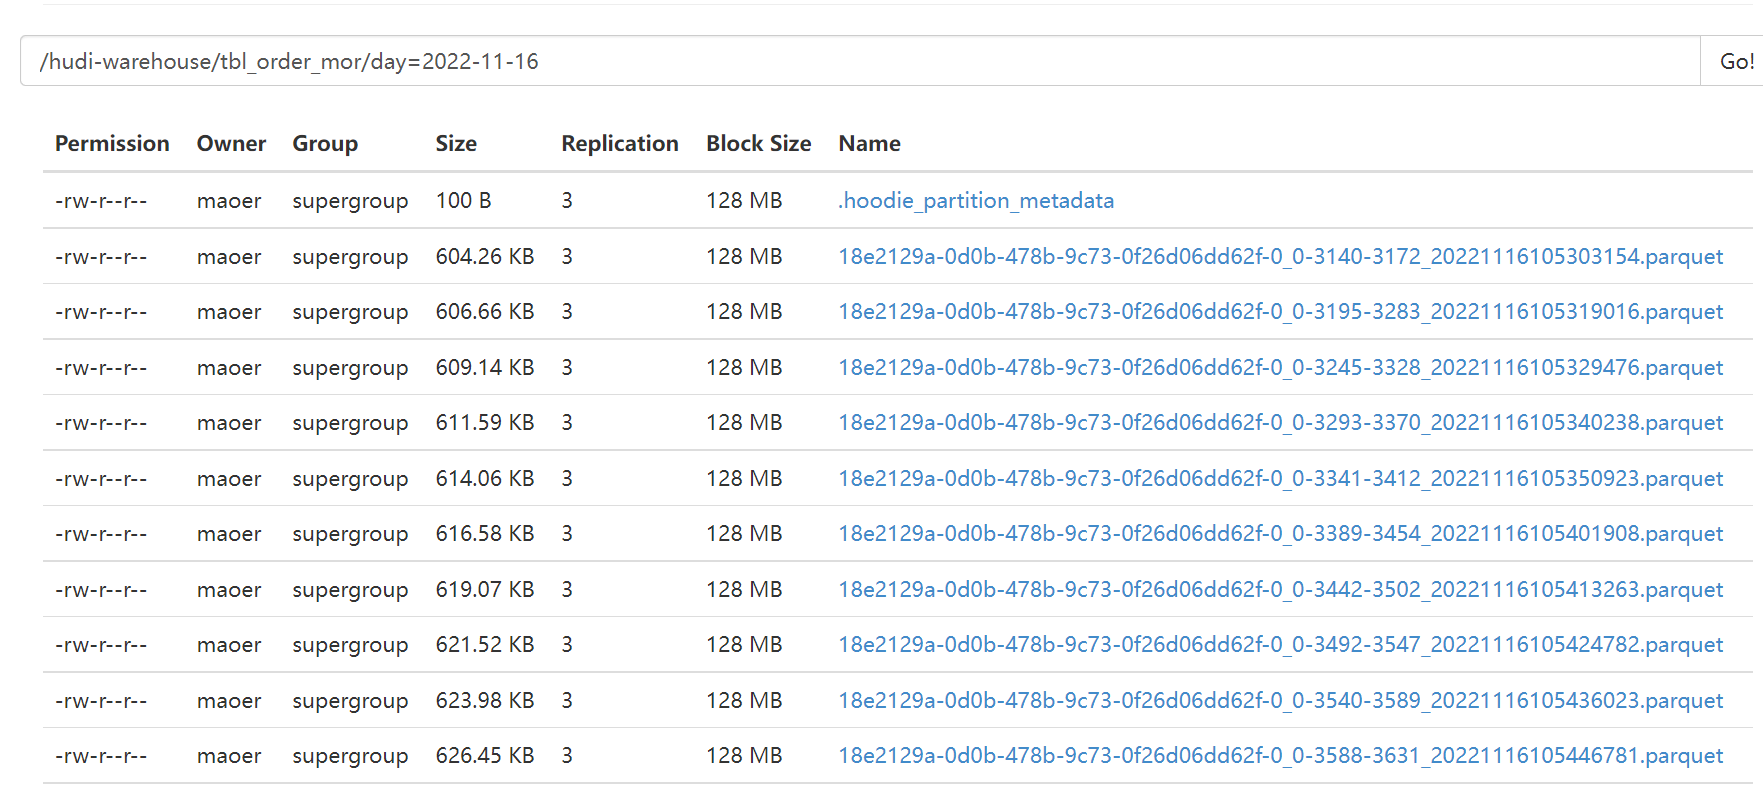 /hudi-warehouse/tbl_order_mor/day=2022-11-16 Go!
Permission Owner Group Size Replication Block Size Name
-rw-r--r-- maoer supergroup 100 B 3 128 MB .hoodie_partition_metadata
-rw-r--r-- maoer supergroup 604.26 KB 3 128 MB 18e2129a-0d0b-478b-9c73-0f26d06dd62f-0_0-3140-3172_20221116105303154.parquet
-rw-r--r-- maoer supergroup 606.66 KB 3 128 MB 18e2129a-0d0b-478b-9c73-0f26d06dd62f-0_0-3195-3283_20221116105319016.parquet
-rw-r--r-- maoer supergroup 609.14 KB 3 128 MB 18e2129a-0d0b-478b-9c73-0f26d06dd62f-0_0-3245-3328_20221116105329476.parquet
-rw-r--r-- maoer supergroup 611.59 KB 3 128 MB 18e2129a-0d0b-478b-9c73-0f26d06dd62f-0_0-3293-3370_20221116105340238.parquet
-rw-r--r-- maoer supergroup 614.06 KB 3 128 MB 18e2129a-0d0b-478b-9c73-0f26d06dd62f-0_0-3341-3412_20221116105350923.parquet
-rw-r--r-- maoer supergroup 616.58 KB 3 128 MB 18e2129a-0d0b-478b-9c73-0f26d06dd62f-0_0-3389-3454_20221116105401908.parquet
-rw-r--r-- maoer supergroup 619.07 KB 3 128 MB 18e2129a-0d0b-478b-9c73-0f26d06dd62f-0_0-3442-3502_20221116105413263.parquet
-rw-r--r-- maoer supergroup 621.52 KB 3 128 MB 18e2129a-0d0b-478b-9c73-0f26d06dd62f-0_0-3492-3547_20221116105424782.parquet
-rw-r--r-- maoer supergroup 623.98 KB 3 128 MB 18e2129a-0d0b-478b-9c73-0f26d06dd62f-0_0-3540-3589_20221116105436023.parquet
-rw-r--r-- maoer supergroup 626.45 KB 3 128 MB 18e2129a-0d0b-478b-9c73-0f26d06dd62f-0_0-3588-3631_20221116105446781.parquet